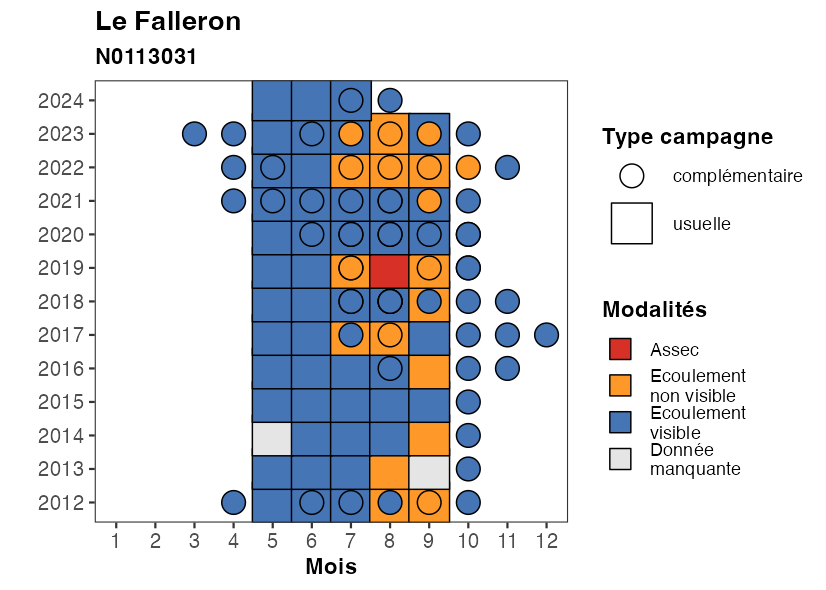 Le Falleron
N0113031
2024
2023
2022
2021
2020
2019
2018
2017
2016
2015
2014
2013
2012
1 2 3 4 5 6 7 8 9 10 11 12
Mois
Type campagne
complémentaire
usuelle
Modalités
Assec
Ecoulement
non visible
Ecoulement
visible
Donnée
manquante